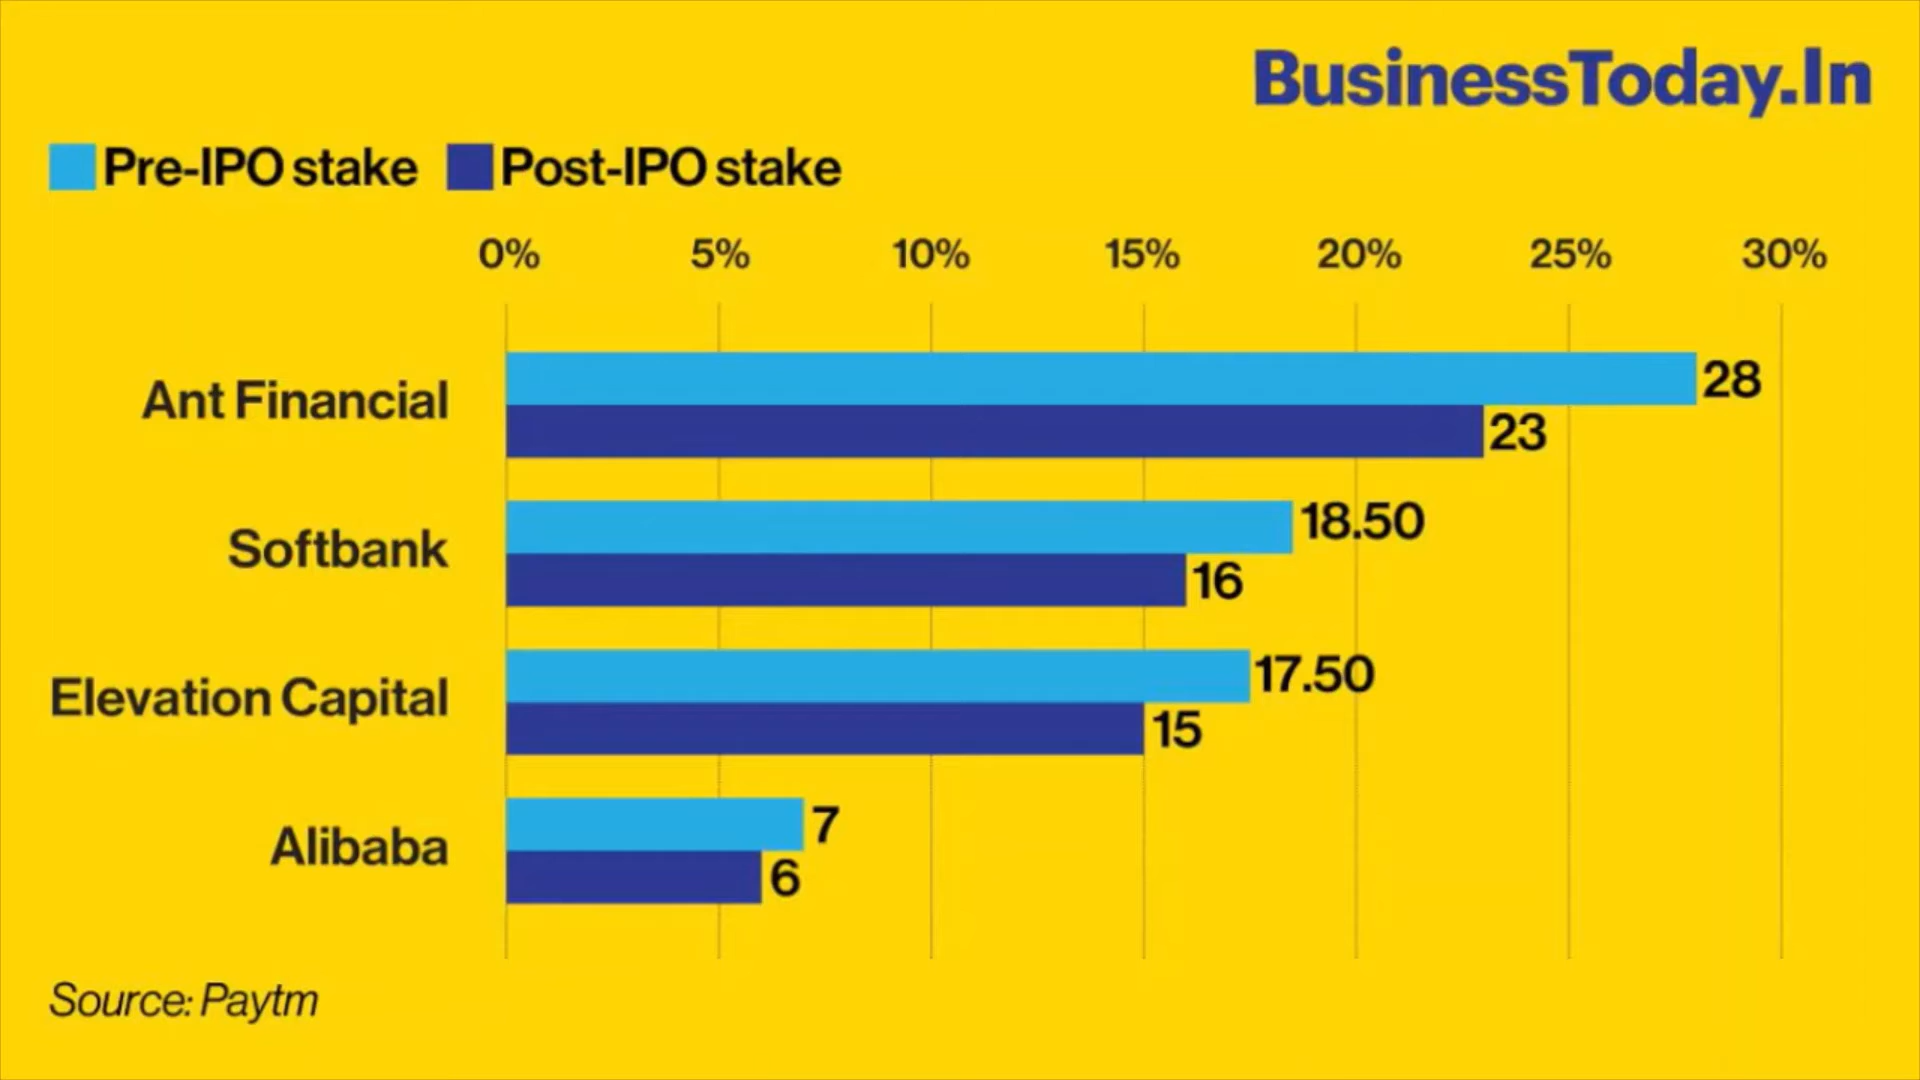 BusinessToday.In
Pre-IPO stake Post-IPO stake
0% 5% 10% 15% 20% 25% 30%
Ant Financial 28
23
Softbank 18.50
16
Elevation Capital 17.50
15
Alibaba 7
6
Source: Paytm